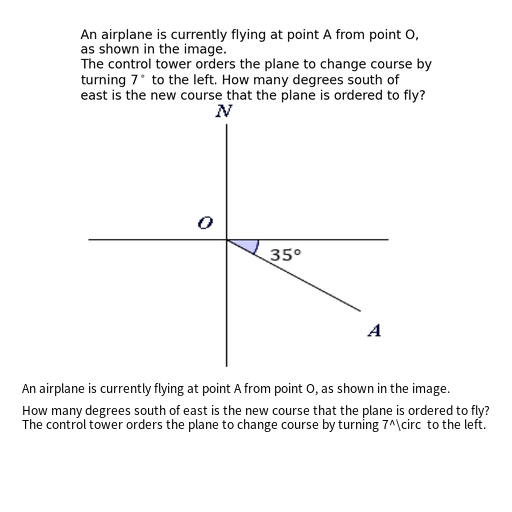 An airplane is currently flying at point A from point O,
as shown in the image.
The control tower orders the plane to change course by
turning 7° to the left. How many degrees south of
east is the new course that the plane is ordered to fly?
N
O
35°
A
An airplane is currently flying at point A from point O, as shown in the image.
How many degrees south of east is the new course that the plane is ordered to fly?
The control tower orders the plane to change course by turning 7^\circ to the left.